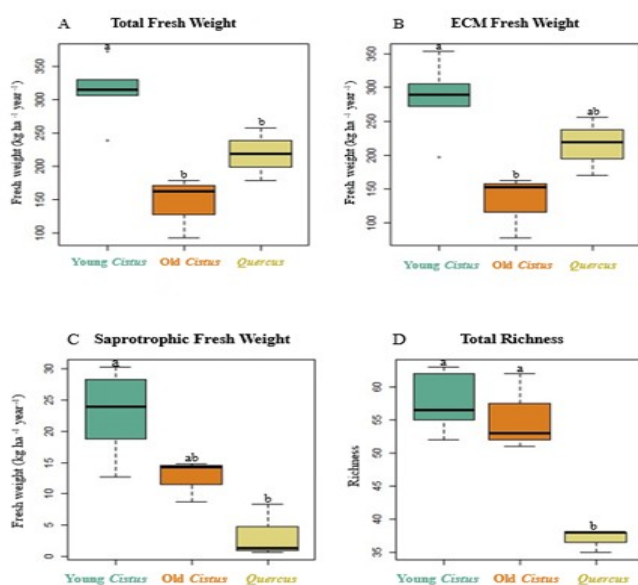 A Total Fresh Weight
Fresh weight (kg ha⁻¹ year⁻¹)
350
300
250
200
150
100
a
b
b
Young Cistus
Old Cistus
Quercus
B ECM Fresh Weight
Fresh weight (kg ha⁻¹ year⁻¹)
350
300
250
200
150
100
a
b
ab
Young Cistus
Old Cistus
Quercus
C Saprotrophic Fresh Weight
Fresh weight (kg ha⁻¹ year⁻¹)
30
25
20
15
10
5
0
a
ab
b
Young Cistus
Old Cistus
Quercus
D Total Richness
Richness
60
55
50
45
40
35
a
a
b
Young Cistus
Old Cistus
Quercus